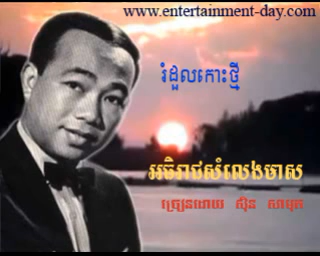 www.entertainment-day.com
រំដួលកោះថ្មី
អធិរាជសំលេងមាស
ច្រៀងដោយ ស៊ិន សាមុត